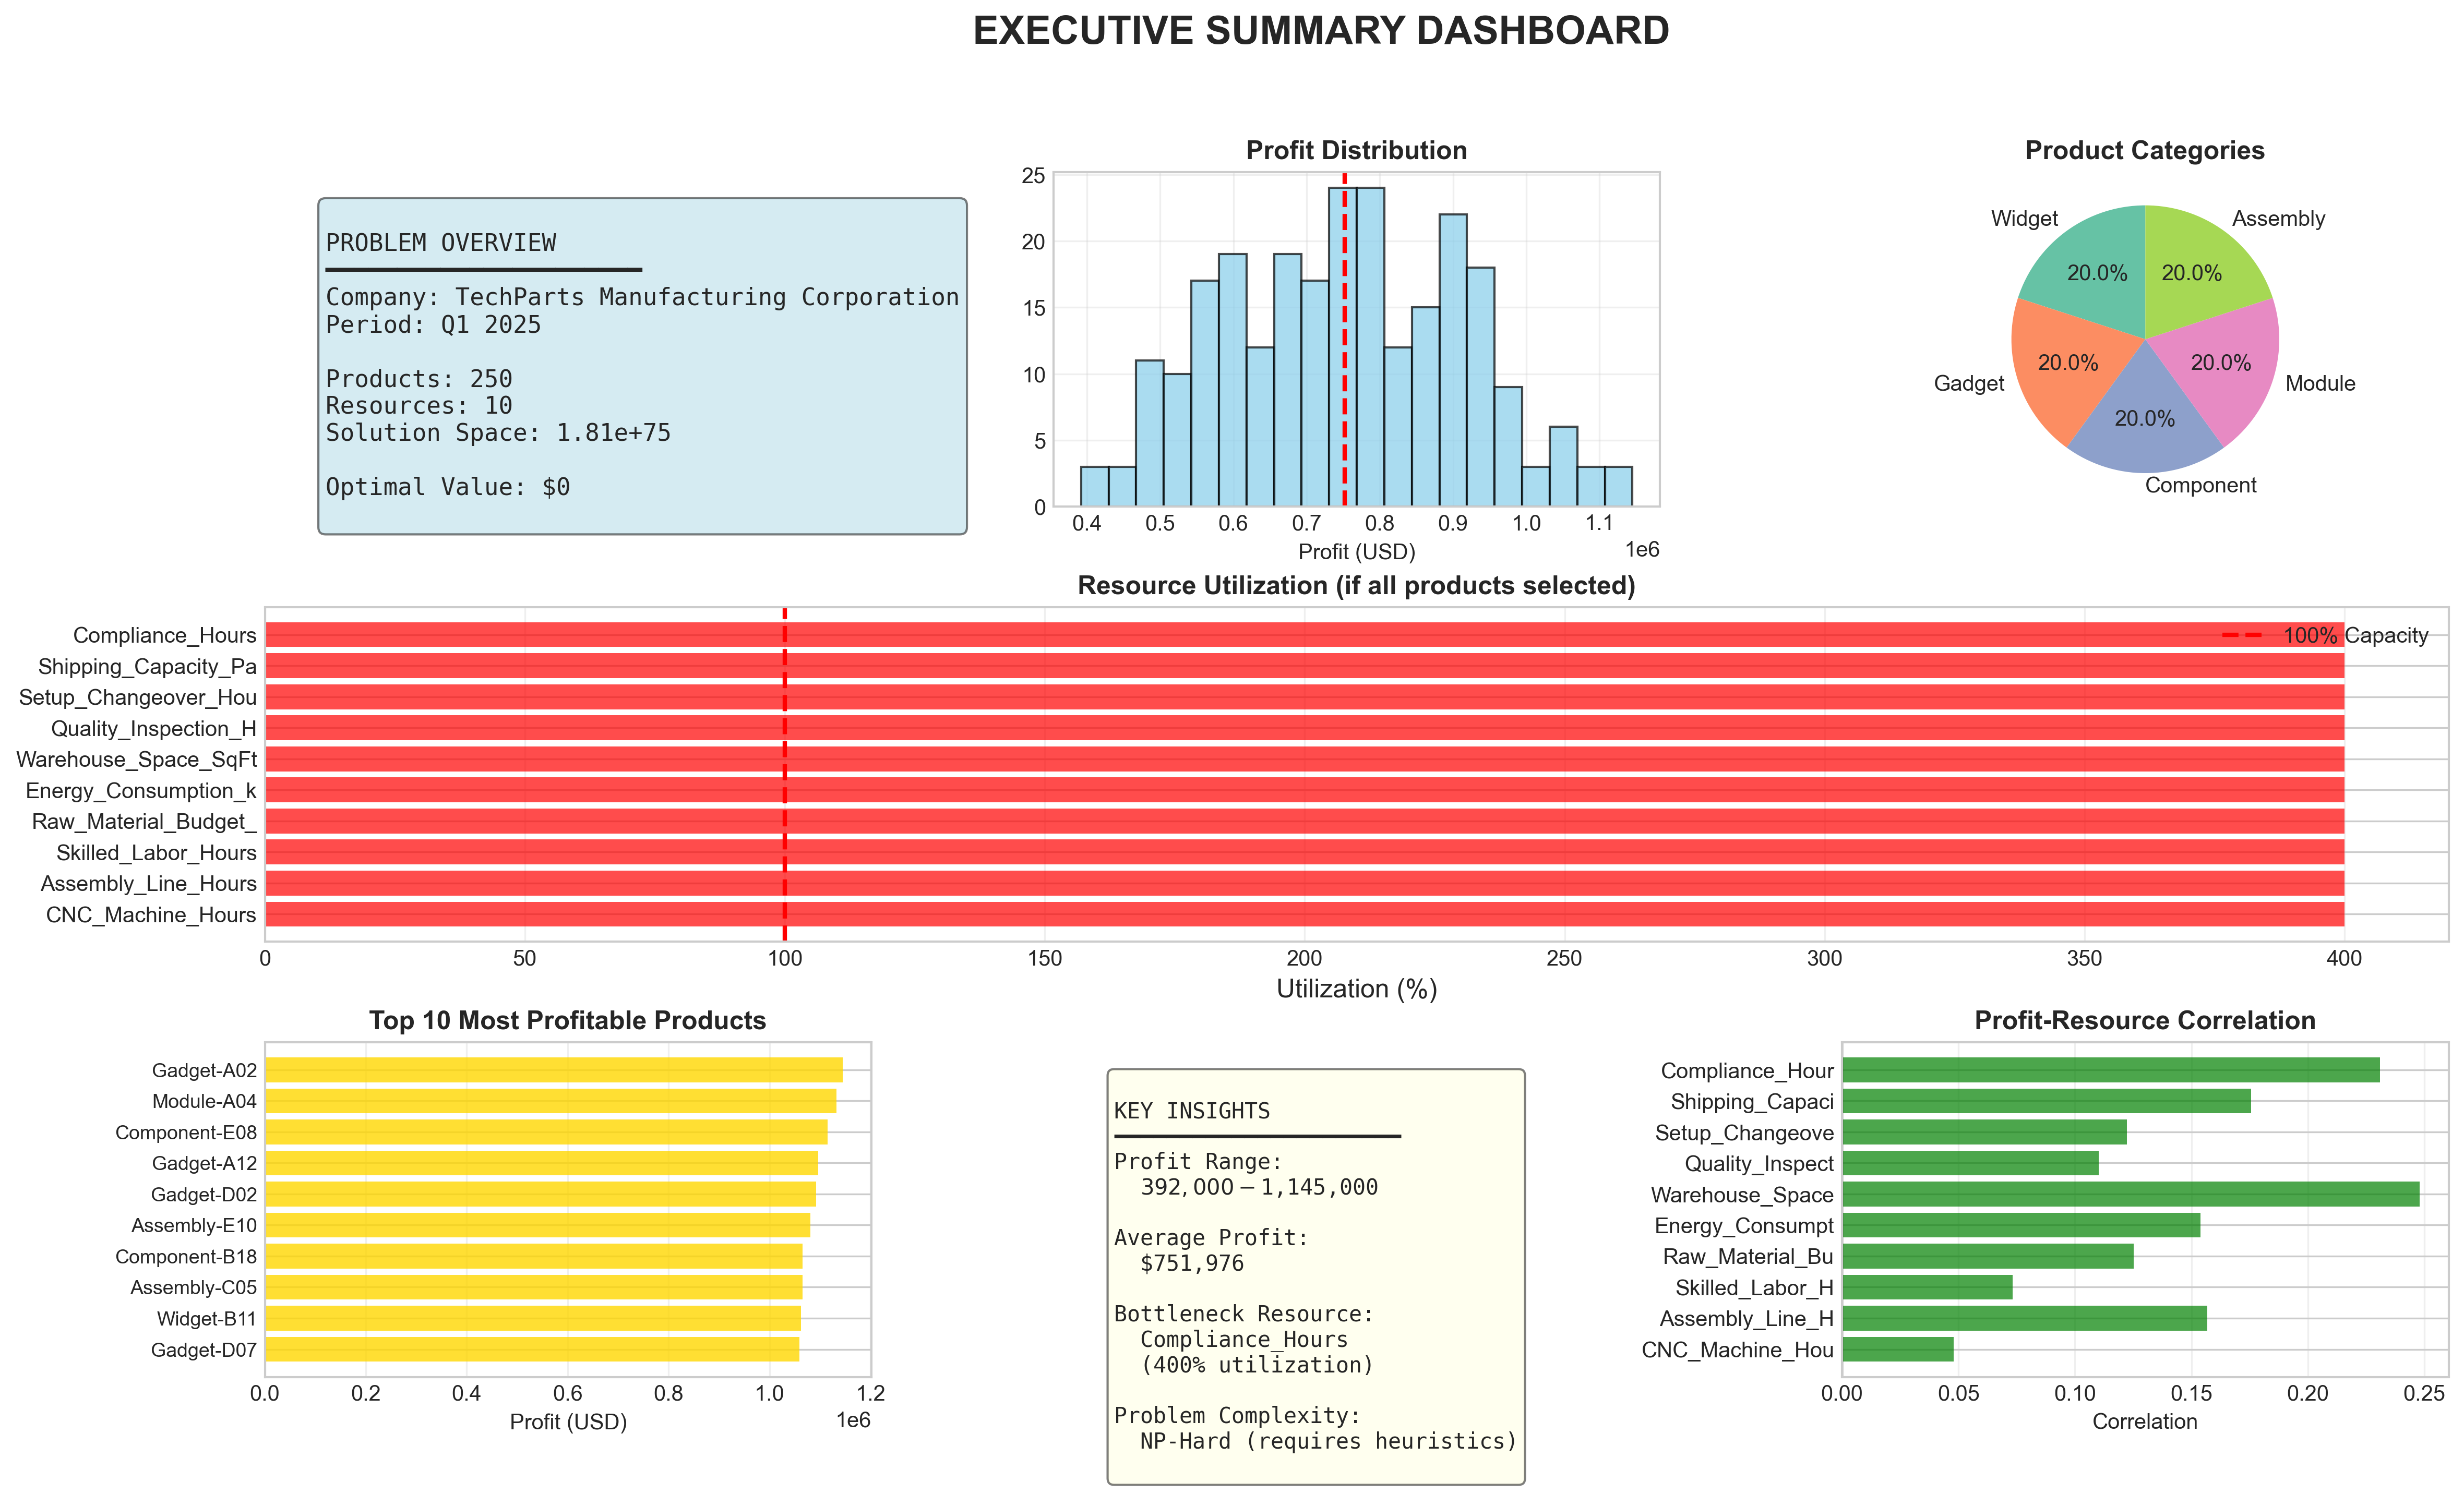 EXECUTIVE SUMMARY DASHBOARD
PROBLEM OVERVIEW
Company: TechParts Manufacturing Corporation
Period: Q1 2025
Products: 250
Resources: 10
Solution Space: 1.81e+75
Optimal Value: $0
Profit Distribution
25
20
15
10
5
0
0.4 0.5 0.6 0.7 0.8 0.9 1.0 1.1
1e6
Profit (USD)
Product Categories
Widget
Assembly
20.0%
20.0%
Gadget
20.0%
20.0%
Module
20.0%
Component
Resource Utilization (if all products selected)
100% Capacity
Compliance_Hours
Shipping_Capacity_Pa
Setup_Changeover_Hou
Quality_Inspection_H
Warehouse_Space_SqFt
Energy_Consumption_k
Raw_Material_Budget_
Skilled_Labor_Hours
Assembly_Line_Hours
CNC_Machine_Hours
0 50 100 150 200 250 300 350 400
Utilization (%)
Top 10 Most Profitable Products
Gadget-A02
Module-A04
Component-E08
Gadget-A12
Gadget-D02
Assembly-E10
Component-B18
Assembly-C05
Widget-B11
Gadget-D07
0.0 0.2 0.4 0.6 0.8 1.0 1.2
1e6
Profit (USD)
KEY INSIGHTS
Profit Range:
392,000 − 1,145,000
Average Profit:
$751,976
Bottleneck Resource:
Compliance_Hours
(400% utilization)
Problem Complexity:
NP-Hard (requires heuristics)
Profit-Resource Correlation
Compliance_Hour
Shipping_Capaci
Setup_Changeove
Quality_Inspect
Warehouse_Space
Energy_Consumpt
Raw_Material_Bu
Skilled_Labor_H
Assembly_Line_H
CNC_Machine_Hou
0.00 0.05 0.10 0.15 0.20 0.25
Correlation